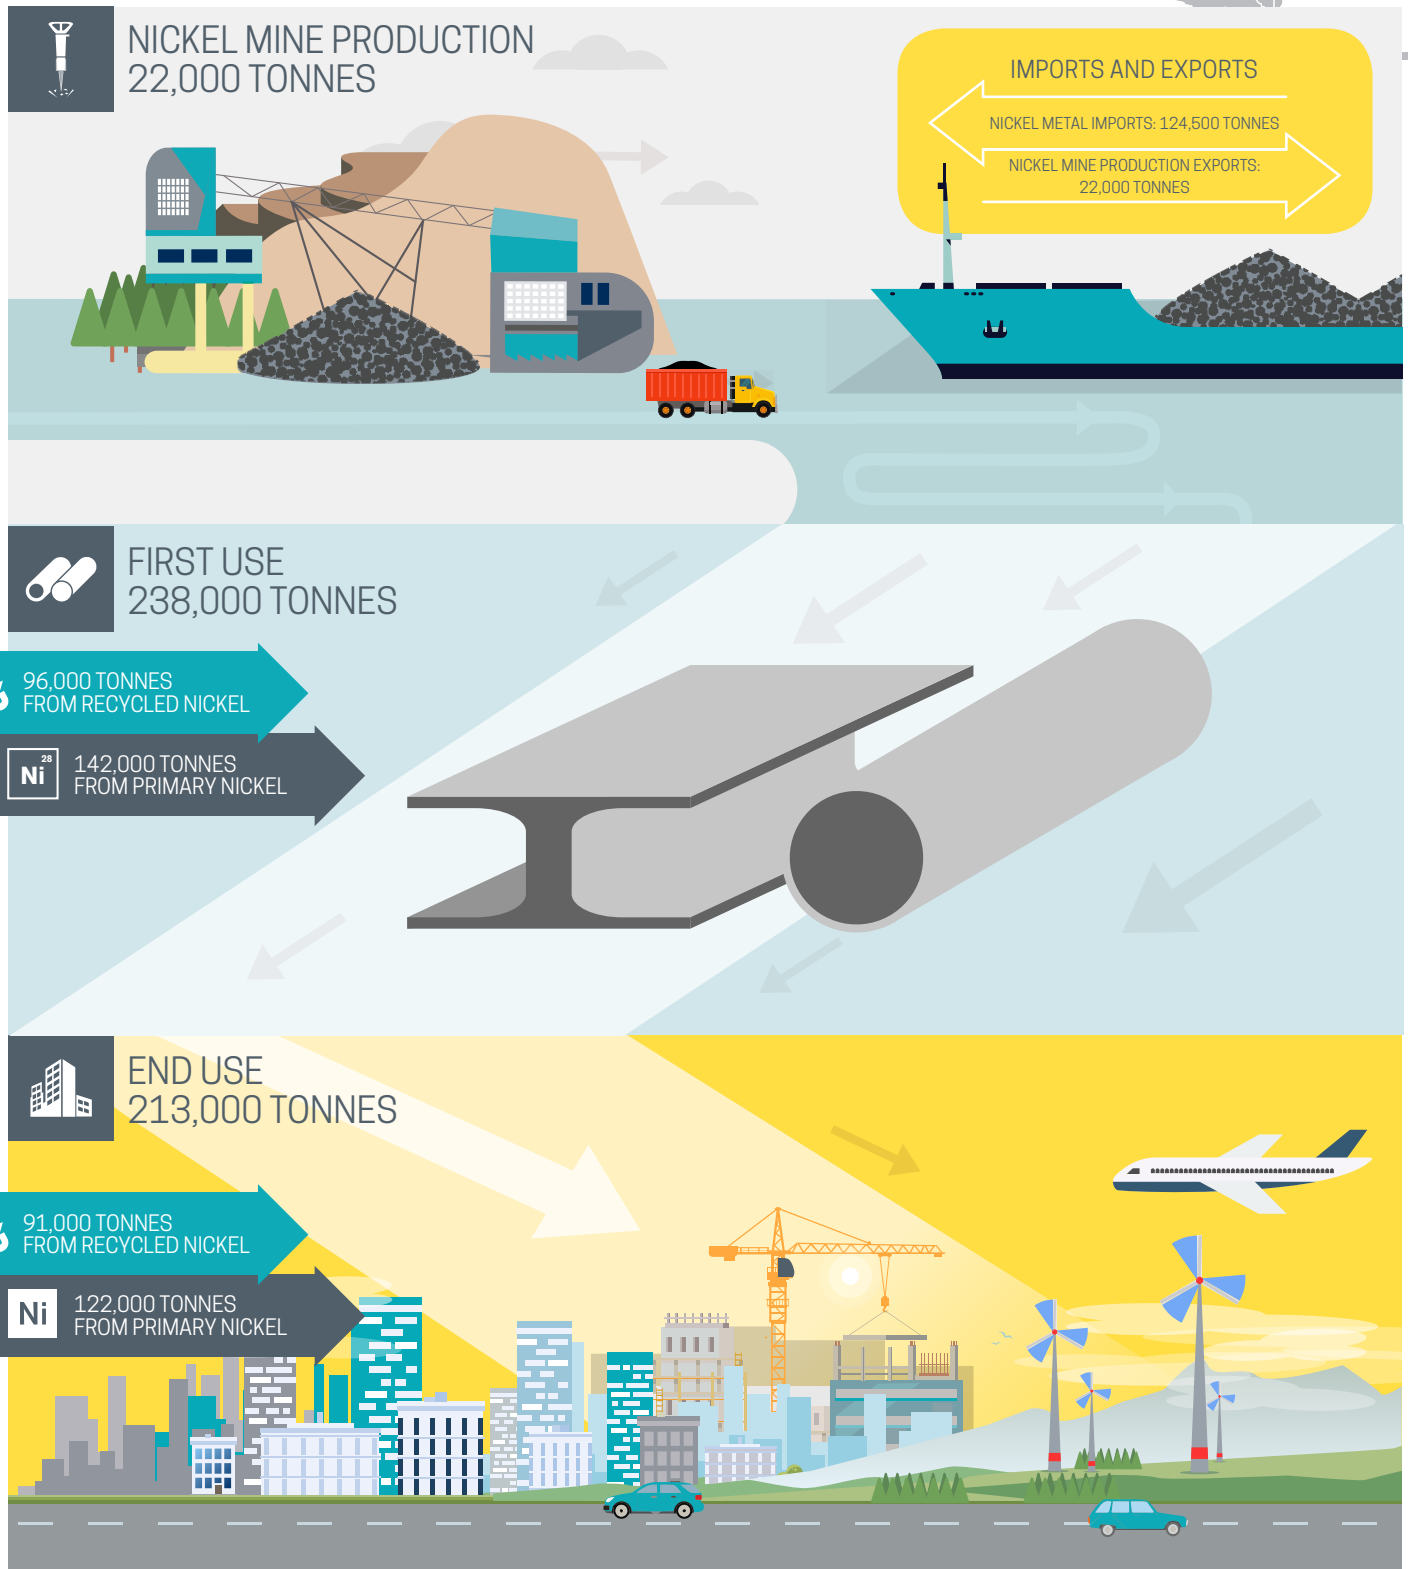 NICKEL MINE PRODUCTION
22,000 TONNES
IMPORTS AND EXPORTS
NICKEL METAL IMPORTS: 124,500 TONNES
NICKEL MINE PRODUCTION EXPORTS:
22,000 TONNES
FIRST USE
238,000 TONNES
96,000 TONNES
FROM RECYCLED NICKEL
28
Ni
142,000 TONNES
FROM PRIMARY NICKEL
END USE
213,000 TONNES
91,000 TONNES
FROM RECYCLED NICKEL
Ni
122,000 TONNES
FROM PRIMARY NICKEL